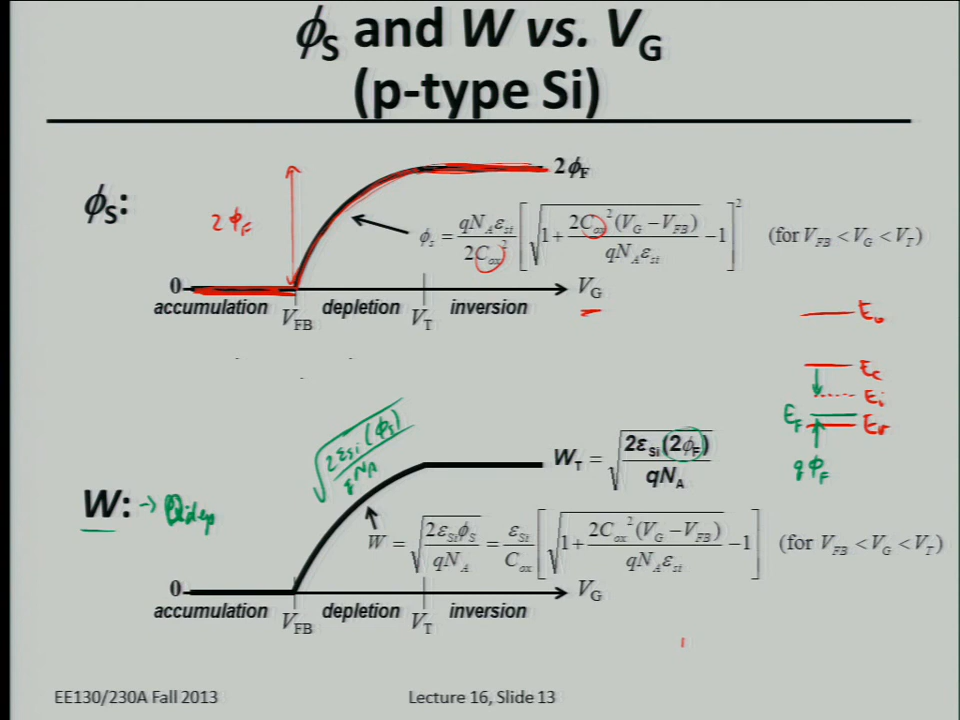 ϕS and W vs. VG
(p-type Si)
ϕS:
2ϕF
2ϕF
ϕs = qNAεsi / 2Cox² [ √(1 + 2Cox²(VG − VFB) / qNAεsi) − 1 ]² (for VFB < VG < VT)
0
VG
accumulation depletion inversion
VFB VT
E0
Ec
Ei
EF
Ev
qϕF
√(2εsi(ϕs) / qNA)
WT = √(2εSi(2ϕF) / qNA)
W: → Qdep
W = √(2εSiϕS / qNA) = εSi / Cox [ √(1 + 2Cox²(VG − VFB) / qNAεsi) − 1 ] (for VFB < VG < VT)
0
VG
accumulation depletion inversion
VFB VT
EE130/230A Fall 2013
Lecture 16, Slide 13